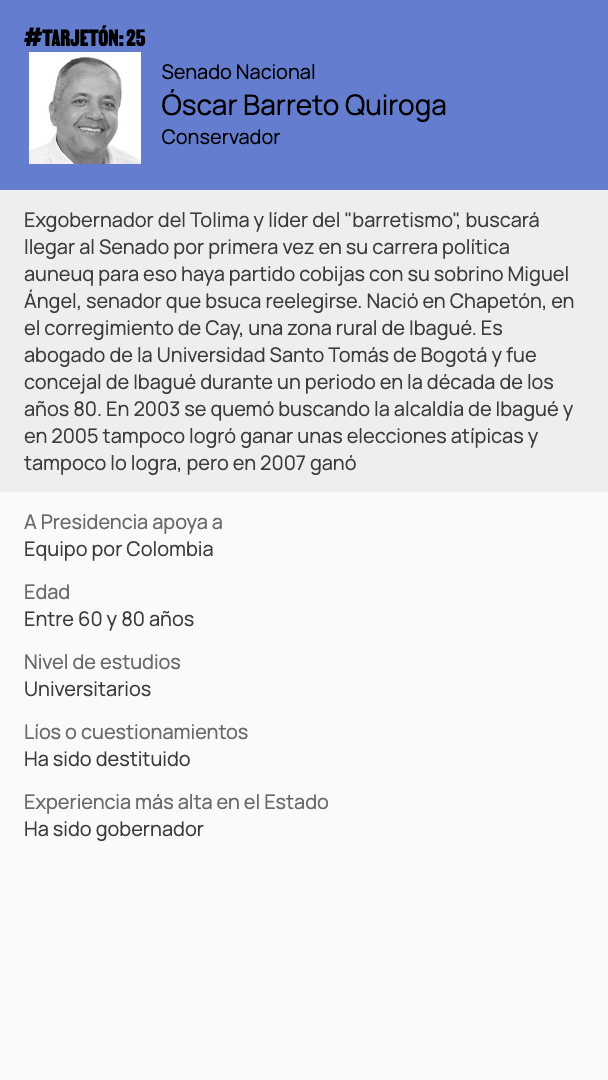 #TARJETÓN: 25
Senado Nacional
Óscar Barreto Quiroga
Conservador
Exgobernador del Tolima y líder del "barretismo", buscará
llegar al Senado por primera vez en su carrera política
auneuq para eso haya partido cobijas con su sobrino Miguel
Ángel, senador que bsuca reelegirse. Nació en Chapetón, en
el corregimiento de Cay, una zona rural de Ibagué. Es
abogado de la Universidad Santo Tomás de Bogotá y fue
concejal de Ibagué durante un periodo en la década de los
años 80. En 2003 se quemó buscando la alcaldía de Ibagué y
en 2005 tampoco logró ganar unas elecciones atípicas y
tampoco lo logra, pero en 2007 ganó
A Presidencia apoya a
Equipo por Colombia
Edad
Entre 60 y 80 años
Nivel de estudios
Universitarios
Líos o cuestionamientos
Ha sido destituido
Experiencia más alta en el Estado
Ha sido gobernador